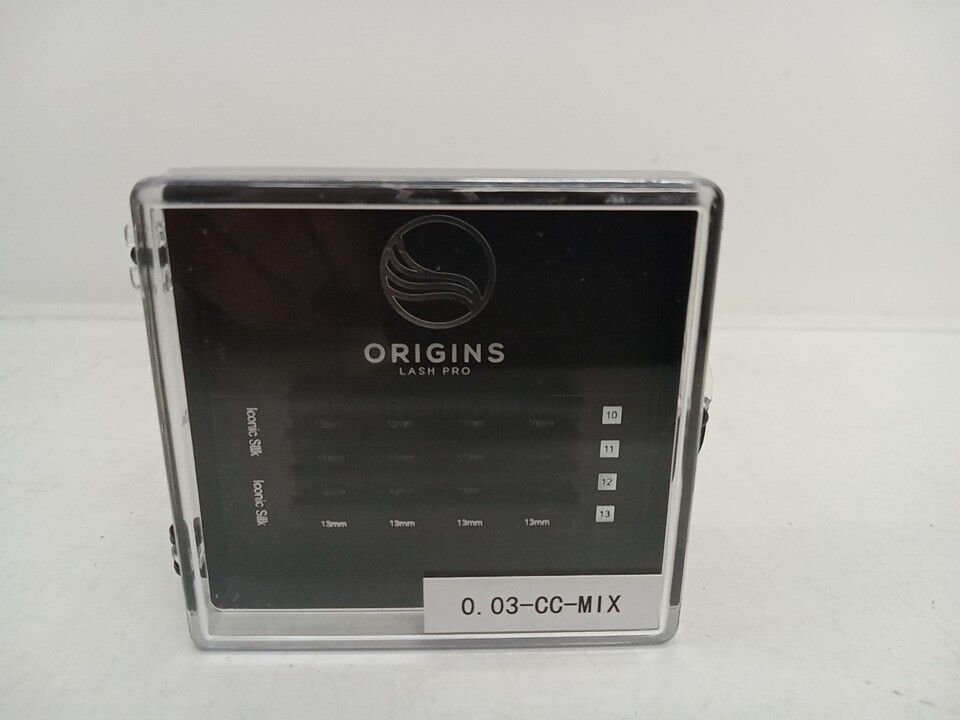 ORIGINS
LASH PRO
Iconic Silk
Iconic Silk
10
11
12
13
13mm 13mm 13mm 13mm
0.03-CC-MIX